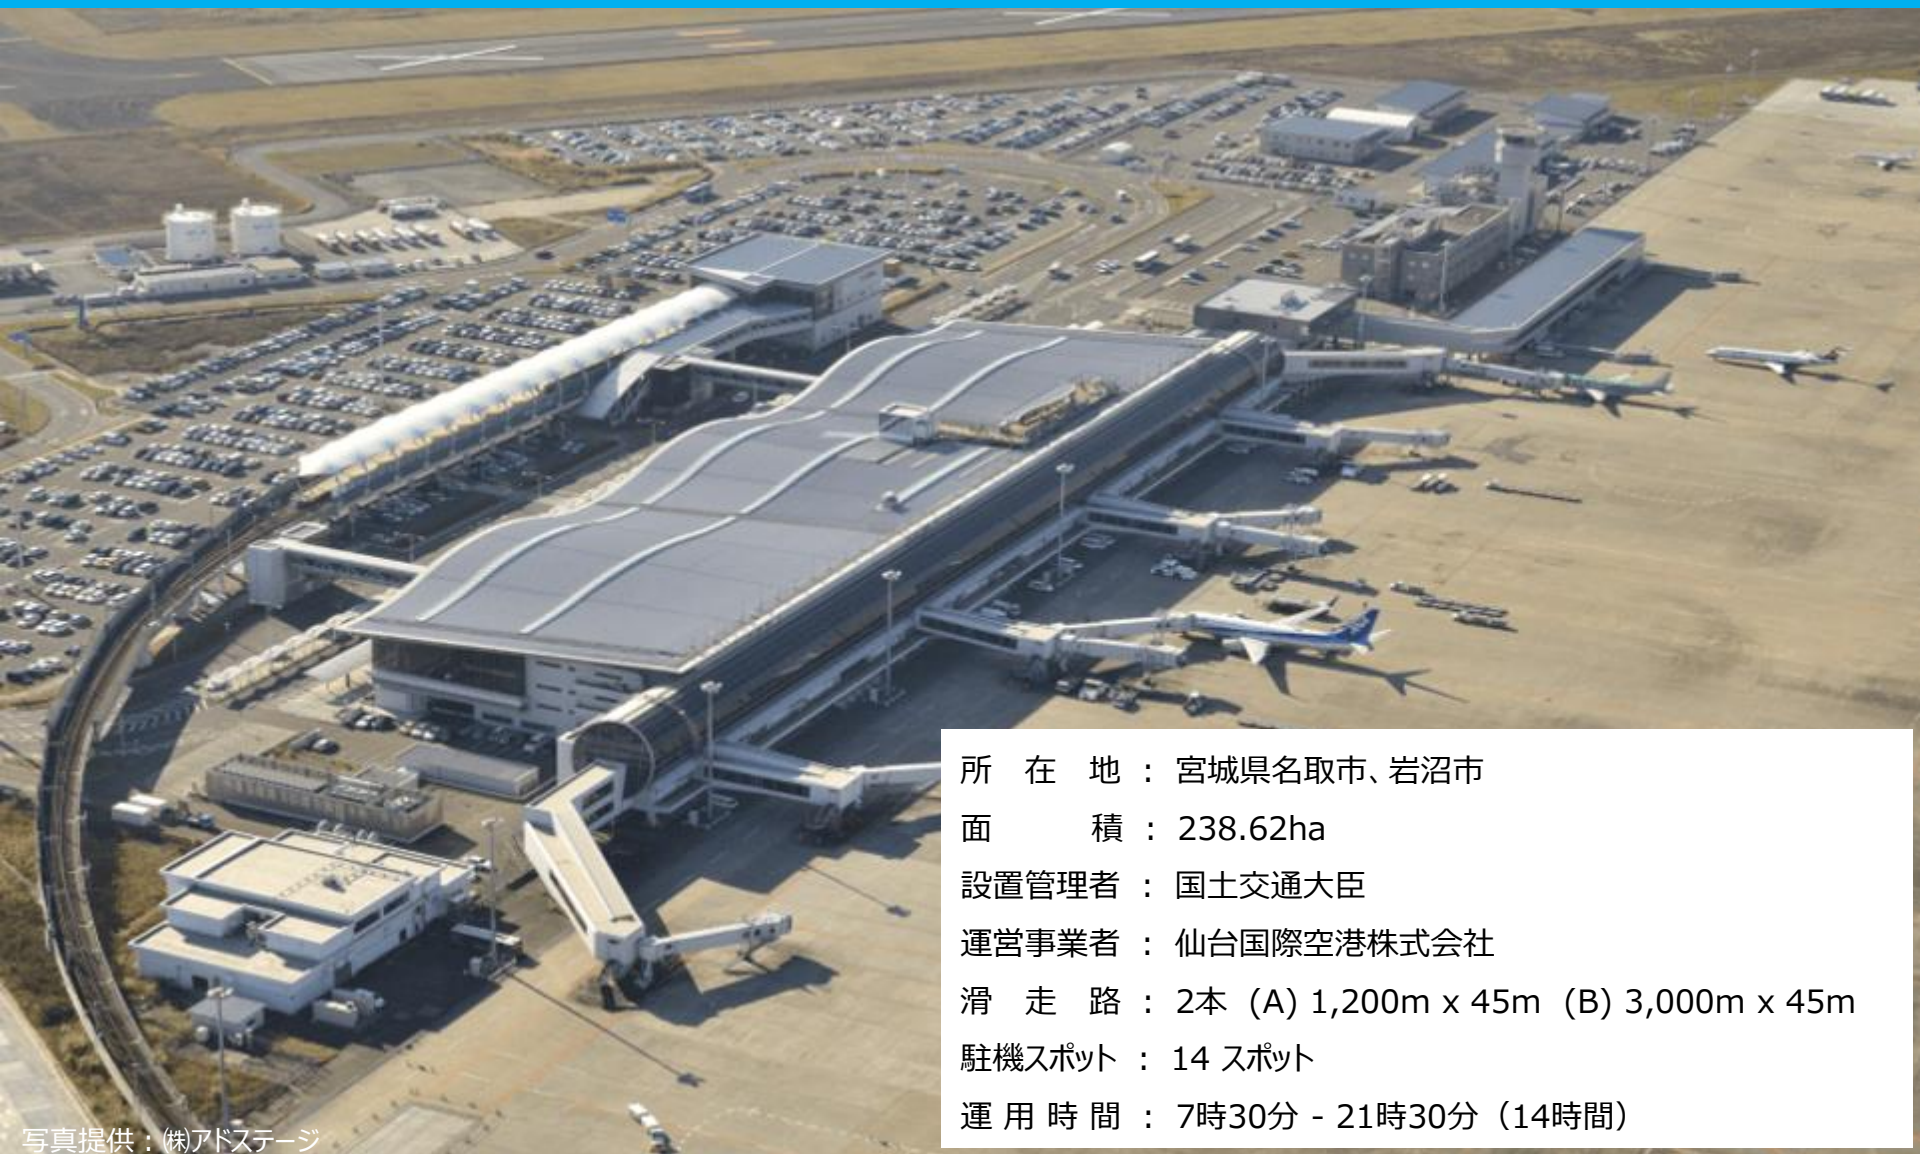 所 在 地 : 宮城県名取市、岩沼市
面 積 : 238.62ha
設置管理者 : 国土交通大臣
運営事業者 : 仙台国際空港株式会社
滑 走 路 : 2本 (A) 1,200m x 45m (B) 3,000m x 45m
駐機スポット : 14 スポット
運 用 時 間 : 7時30分 - 21時30分（14時間）
写真提供：㈱アドステージ